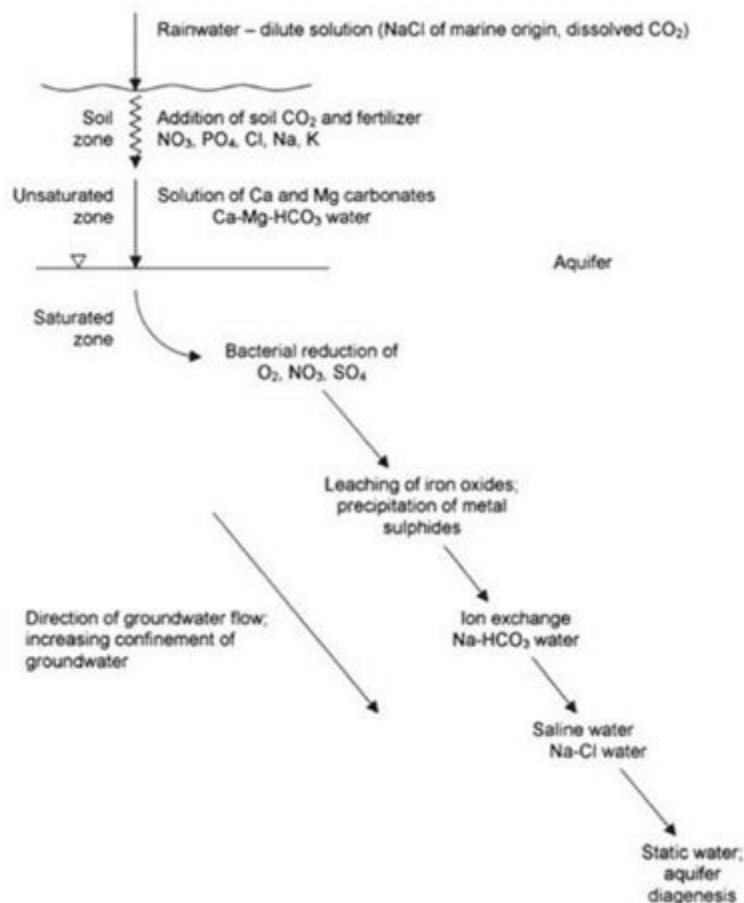 Rainwater – dilute solution (NaCl of marine origin, dissolved CO₂)
Soil
zone
Addition of soil CO₂ and fertilizer
NO₃, PO₄, Cl, Na, K
Unsaturated
zone
Solution of Ca and Mg carbonates
Ca-Mg-HCO₃ water
Aquifer
Saturated
zone
Bacterial reduction of
O₂, NO₃, SO₄
Leaching of iron oxides;
precipitation of metal
sulphides
Direction of groundwater flow;
increasing confinement of
groundwater
Ion exchange
Na-HCO₃ water
Saline water
Na-Cl water
Static water;
aquifer
diagenesis